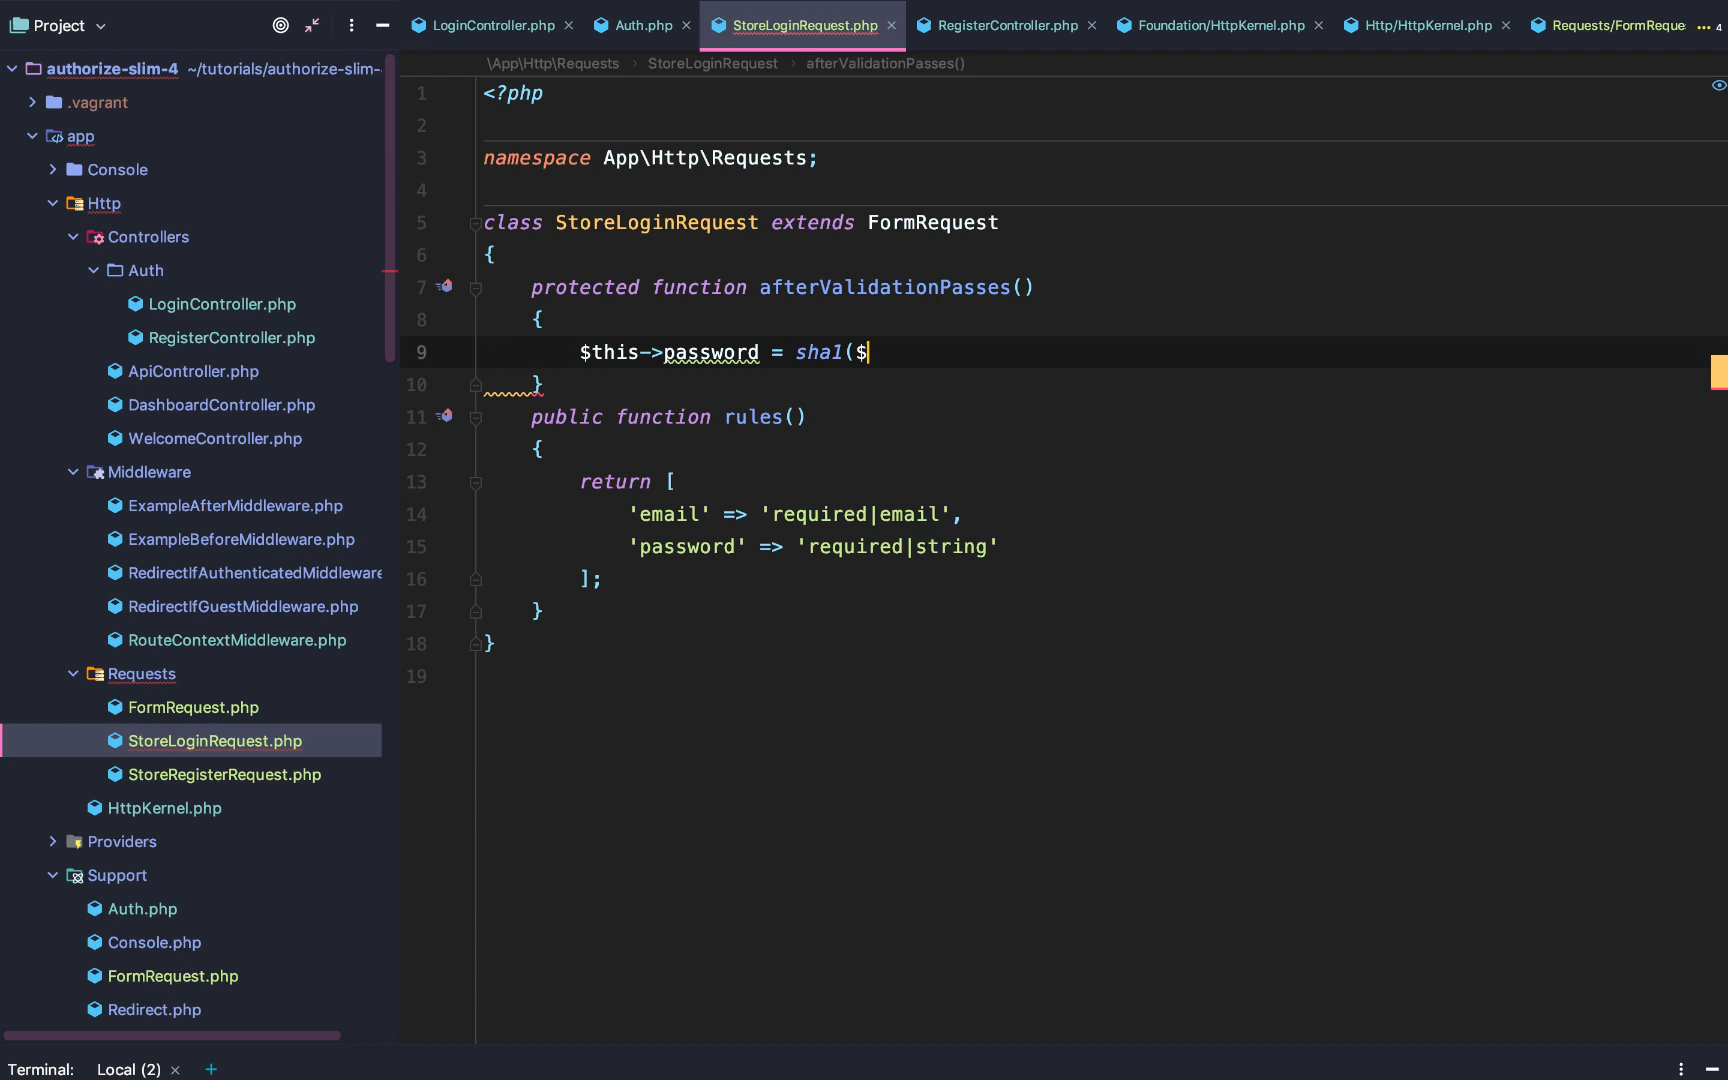 Project
LoginController.php
Auth.php
StoreLoginRequest.php
RegisterController.php
Foundation/HttpKernel.php
Http/HttpKernel.php
Requests/FormReque
4
authorize-slim-4 ~/tutorials/authorize-slim-
.vagrant
app
Console
Http
Controllers
Auth
LoginController.php
RegisterController.php
ApiController.php
DashboardController.php
WelcomeController.php
Middleware
ExampleAfterMiddleware.php
ExampleBeforeMiddleware.php
RedirectIfAuthenticatedMiddleware
RedirectIfGuestMiddleware.php
RouteContextMiddleware.php
Requests
FormRequest.php
StoreLoginRequest.php
StoreRegisterRequest.php
HttpKernel.php
Providers
Support
Auth.php
Console.php
FormRequest.php
Redirect.php
\App\Http\Requests › StoreLoginRequest › afterValidationPasses()
1 <?php
2
3 namespace App\Http\Requests;
4
5 class StoreLoginRequest extends FormRequest
6 {
7 protected function afterValidationPasses()
8 {
9 $this->password = sha1($
10 }
11 public function rules()
12 {
13 return [
14 'email' => 'required|email',
15 'password' => 'required|string'
16 ];
17 }
18 }
19
Terminal: Local (2) × +